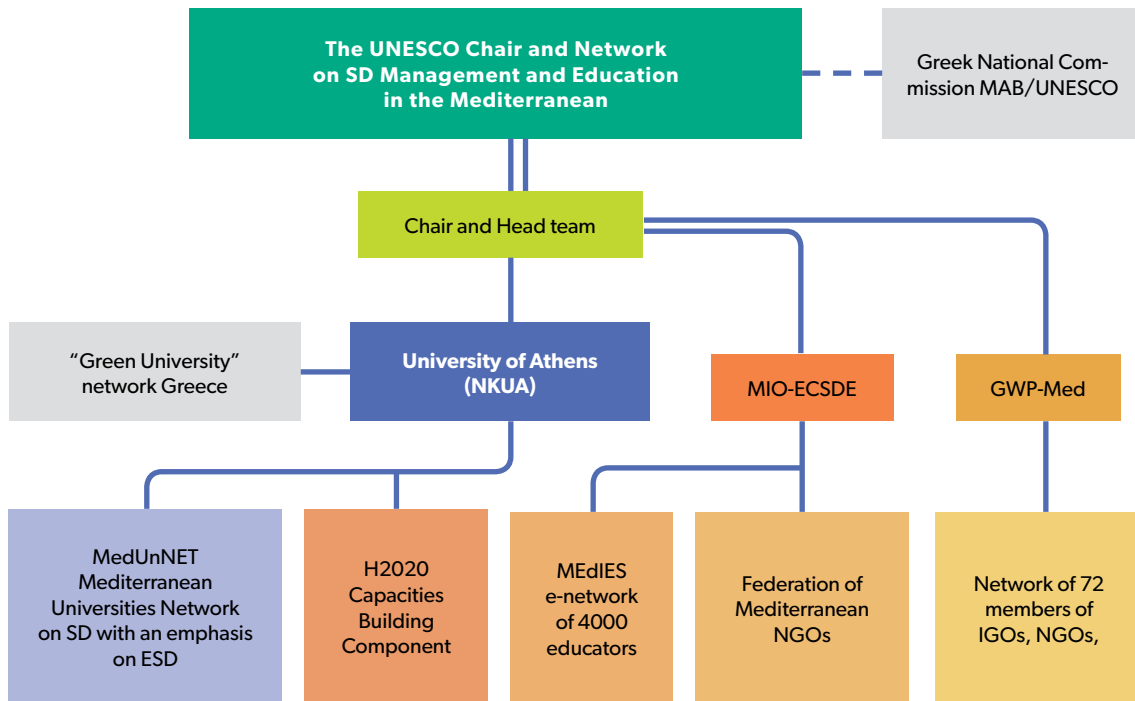 The UNESCO Chair and Network
on SD Management and Education
in the Mediterranean
Greek National Com-
mission MAB/UNESCO
Chair and Head team
"Green University"
network Greece
University of Athens
(NKUA)
MIO-ECSDE
GWP-Med
MedUnNET
Mediterranean
Universities Network
on SD with an emphasis
on ESD
H2020
Capacities
Building
Component
MEdIES
e-network
of 4000
educators
Federation of
Mediterranean
NGOs
Network of 72
members of
IGOs, NGOs,